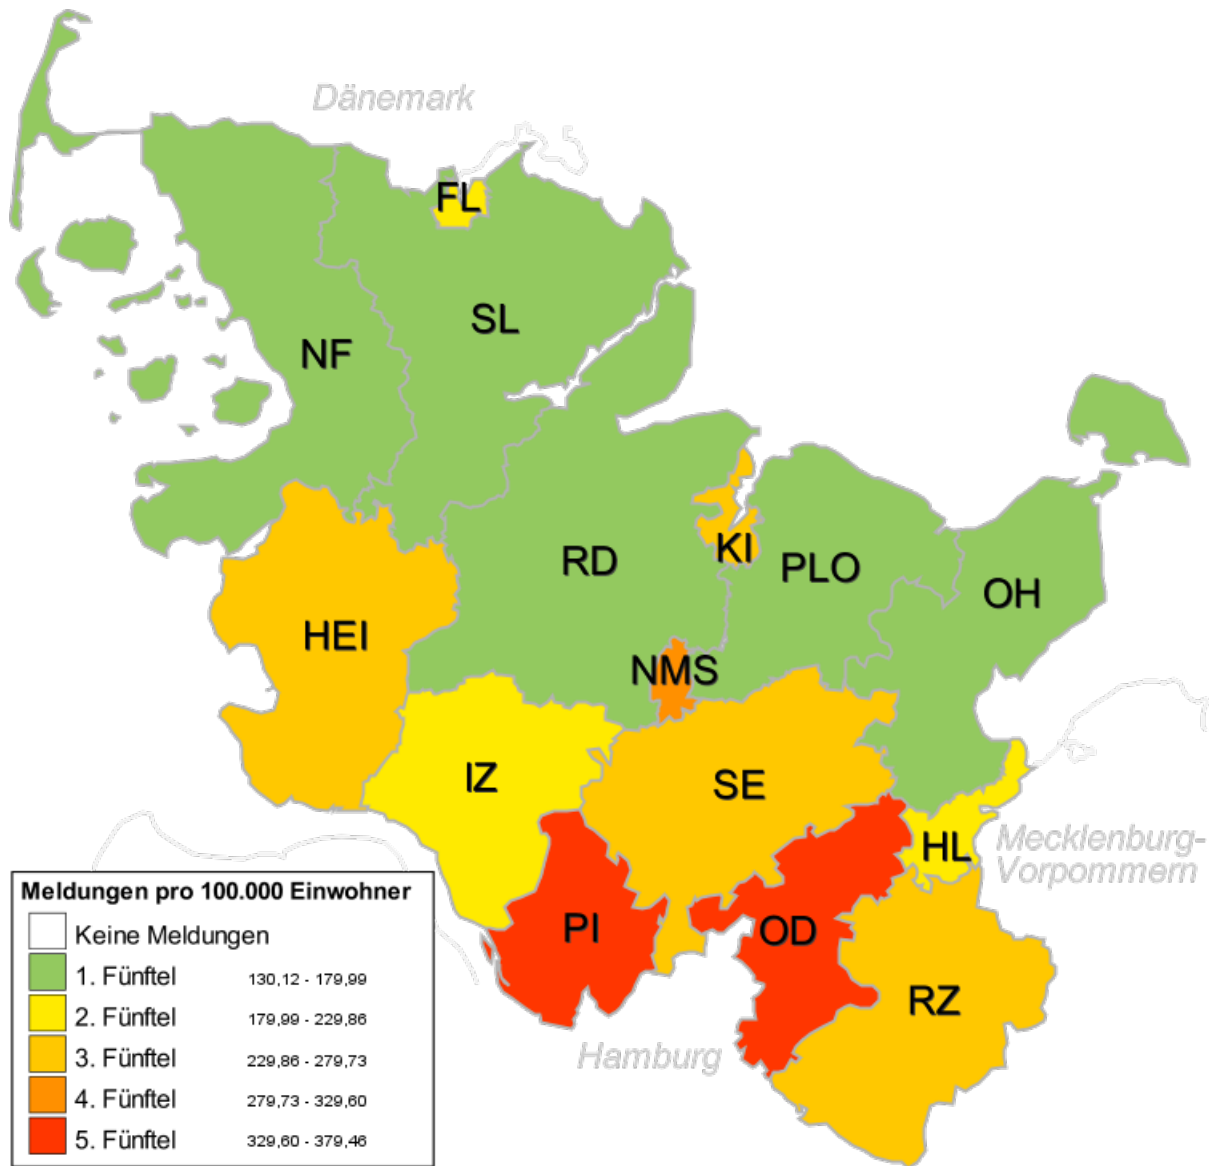 Dänemark
FL
SL
NF
RD
KI
PLO
OH
HEI
NMS
IZ
SE
HL
Mecklenburg-
Vorpommern
PI
OD
RZ
Hamburg
Meldungen pro 100.000 Einwohner
Keine Meldungen
1. Fünftel 130,12 - 179,99
2. Fünftel 179,99 - 229,86
3. Fünftel 229,86 - 279,73
4. Fünftel 279,73 - 329,60
5. Fünftel 329,60 - 379,46